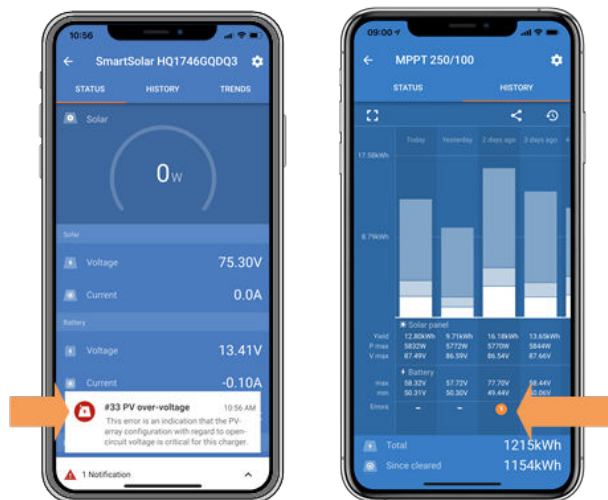 10:56
SmartSolar HQ1746GQDQ3
STATUS HISTORY TRENDS
Solar
0w
Solar
Voltage 75.30V
Current 0.0A
Battery
Voltage 13.41V
Current -0.10A
#33 PV over-voltage 10:56 AM
This error is an indication that the PV-
array configuration with regard to open-
circuit voltage is critical for this charger.
1 Notification
09:00
MPPT 250/100
STATUS HISTORY
Today Yesterday 2 days ago 3 days ago 4
17.58kWh
8.79kWh
Solar panel
Yield 12.80kWh 9.71kWh 16.18kWh 13.65kWh
P max 5832W 5772W 5770W 5844W
V max 87.49V 86.59V 86.54V 87.66V
Battery
max 58.32V 57.72V 77.70V 58.44V
min 50.31V 50.30V 49.44V
Errors - -
Total 1215kWh
Since cleared 1154kWh